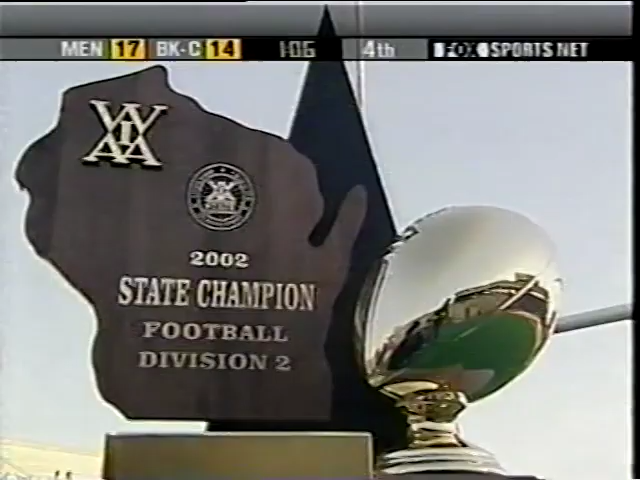 MEN 17 BK-C 14 1:06 4th FOX SPORTS NET
WIAA
2002
STATE CHAMPION
FOOTBALL
DIVISION 2